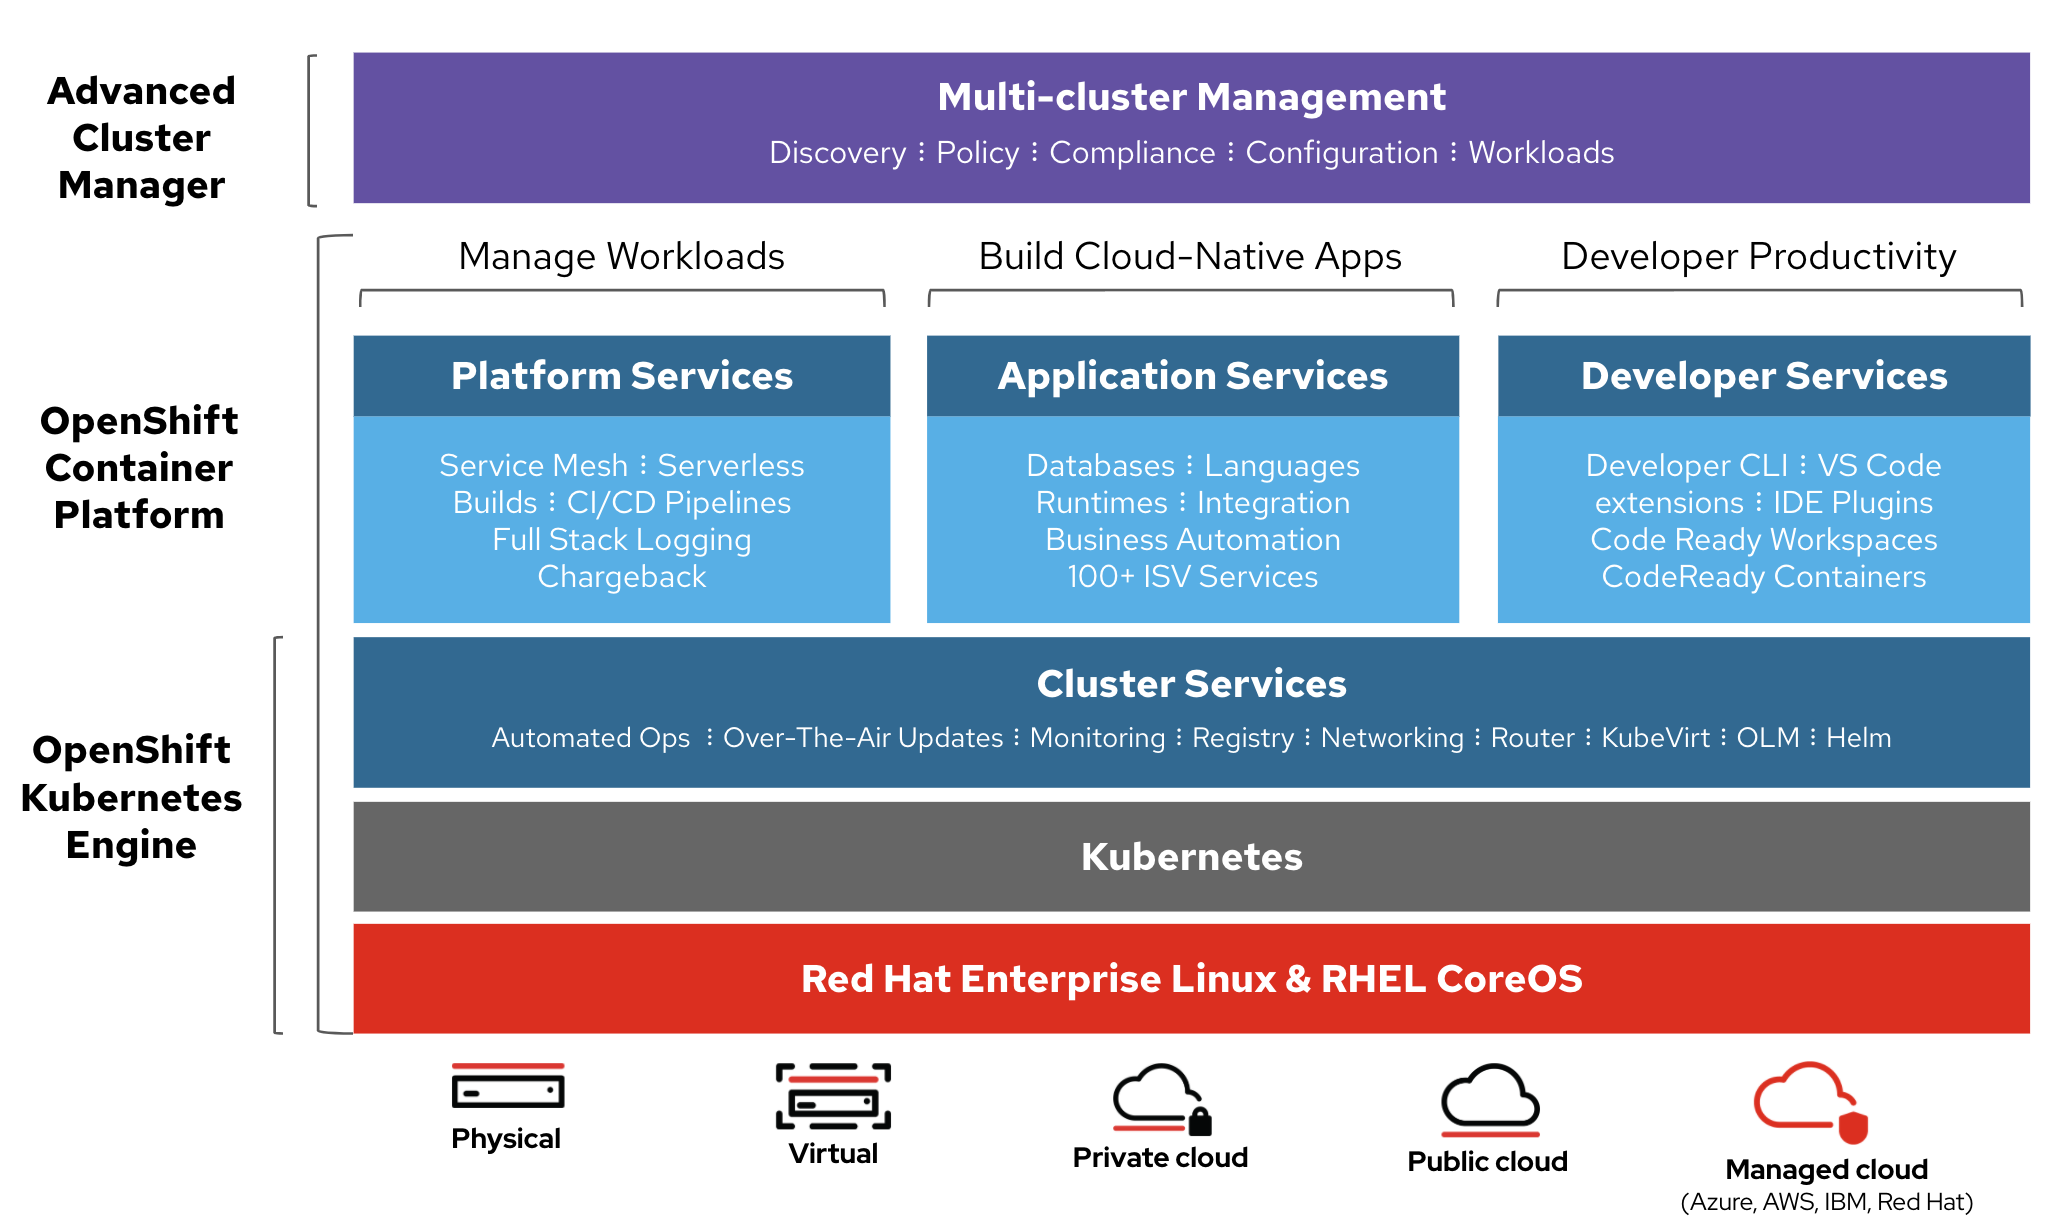 Advanced
Cluster
Manager
Multi-cluster Management
Discovery ⋮ Policy ⋮ Compliance ⋮ Configuration ⋮ Workloads
OpenShift
Container
Platform
Manage Workloads
Platform Services
Service Mesh ⋮ Serverless
Builds ⋮ CI/CD Pipelines
Full Stack Logging
Chargeback
Build Cloud-Native Apps
Application Services
Databases ⋮ Languages
Runtimes ⋮ Integration
Business Automation
100+ ISV Services
Developer Productivity
Developer Services
Developer CLI ⋮ VS Code
extensions ⋮ IDE Plugins
Code Ready Workspaces
CodeReady Containers
OpenShift
Kubernetes
Engine
Cluster Services
Automated Ops ⋮ Over-The-Air Updates ⋮ Monitoring ⋮ Registry ⋮ Networking ⋮ Router ⋮ KubeVirt ⋮ OLM ⋮ Helm
Kubernetes
Red Hat Enterprise Linux & RHEL CoreOS
Physical
Virtual
Private cloud
Public cloud
Managed cloud
(Azure, AWS, IBM, Red Hat)